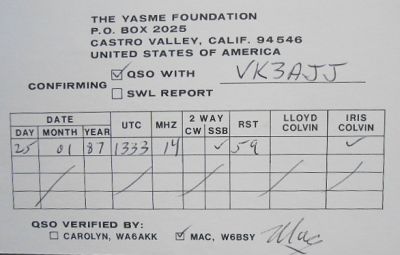 THE YASME FOUNDATION
P.O. BOX 2025
CASTRO VALLEY, CALIF. 94546
UNITED STATES OF AMERICA
CONFIRMING ☑ QSO WITH VK3AJJ
☐ SWL REPORT
DATE UTC MHZ 2 WAY RST LLOYD COLVIN IRIS COLVIN
DAY MONTH YEAR CW SSB
25 01 87 1333 14 ✓ 59 ✓
QSO VERIFIED BY:
☐ CAROLYN, WA6AKK ☑ MAC, W6BSY Mac